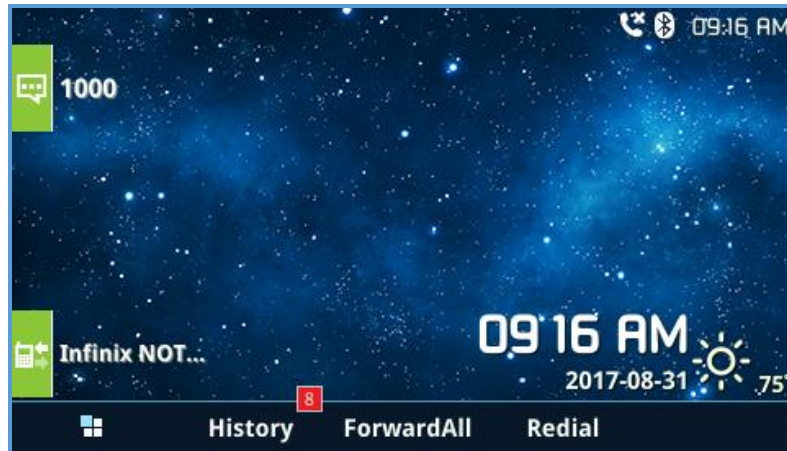 09:16 AM
1000
09 16 AM
Infinix NOT...
2017-08-31
75°
8
History ForwardAll Redial